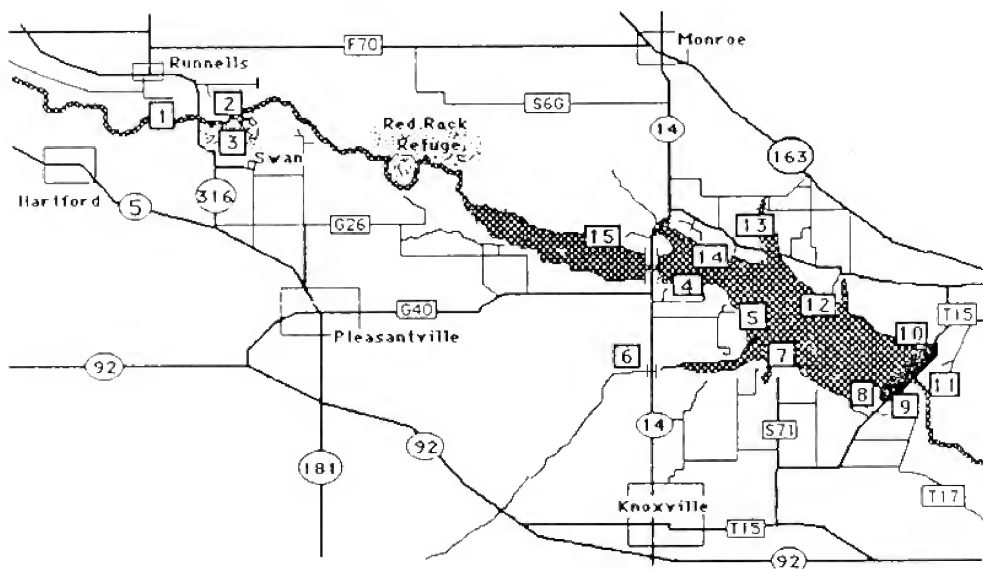 F70
Monroe
Runnells
S6G
1
2
3
14
Red Rack
Refuge
163
Swan
Hartford
5
316
G26
13
15
14
4
12
5
T15
G40
Pleasantville
10
6
7
11
92
8
9
14
S71
92
181
T17
Knoxville
T15
92